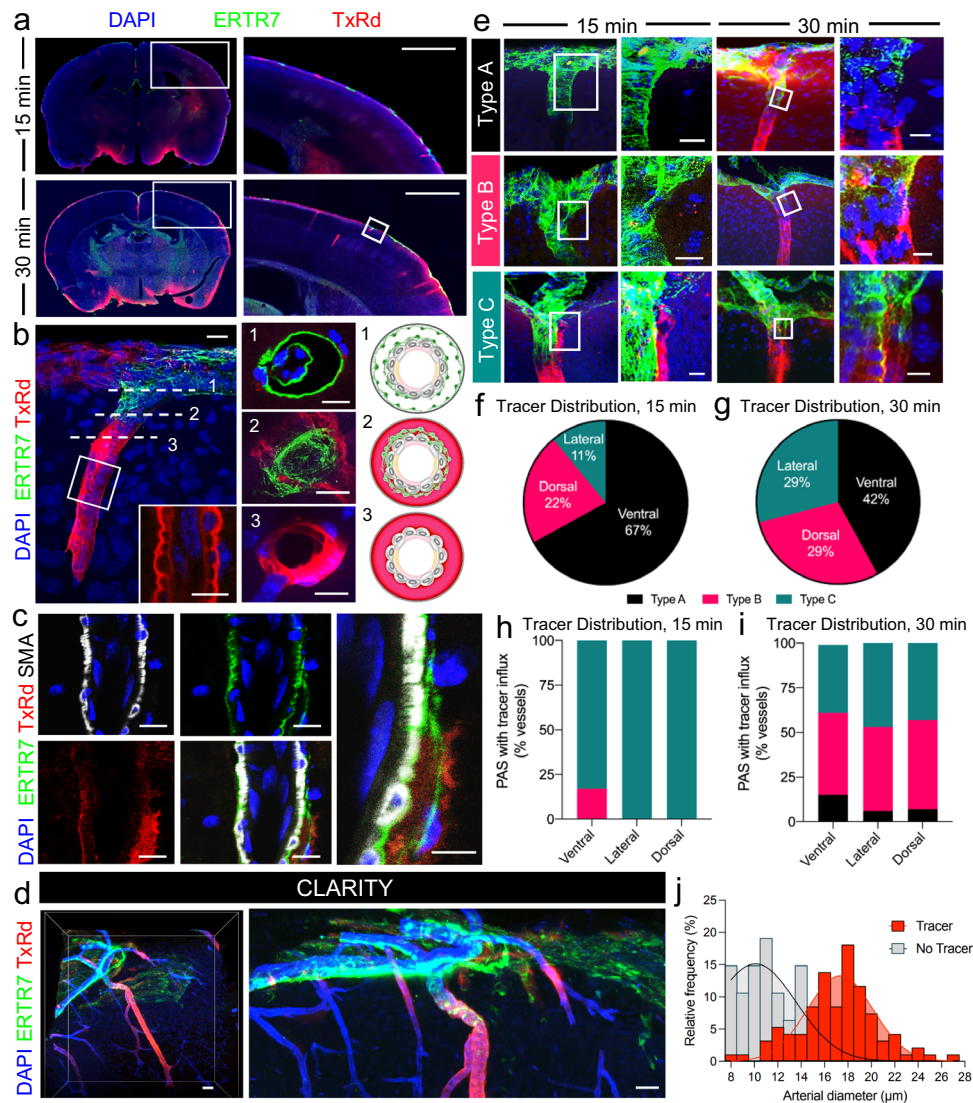 a
DAPI ERTR7 TxRd
15 min
30 min
b
DAPI ERTR7 TxRd
1
2
3
1
1
2
2
3
3
c
DAPI ERTR7 TxRd SMA
CLARITY
d
DAPI ERTR7 TxRd
e
15 min 30 min
Type A
Type B
Type C
f Tracer Distribution, 15 min
Lateral
11%
Dorsal
22%
Ventral
67%
g Tracer Distribution, 30 min
Lateral
29%
Ventral
42%
Dorsal
29%
Type A Type B Type C
h Tracer Distribution, 15 min
PAS with tracer influx
(% vessels)
100
75
50
25
0
Ventral
Lateral
Dorsal
i Tracer Distribution, 30 min
PAS with tracer influx
(% vessels)
100
75
50
25
0
Ventral
Lateral
Dorsal
j
Relative frequency (%)
25
20
15
10
5
0
Tracer
No Tracer
8 10 12 14 16 18 20 22 24 26 28
Arterial diameter (µm)